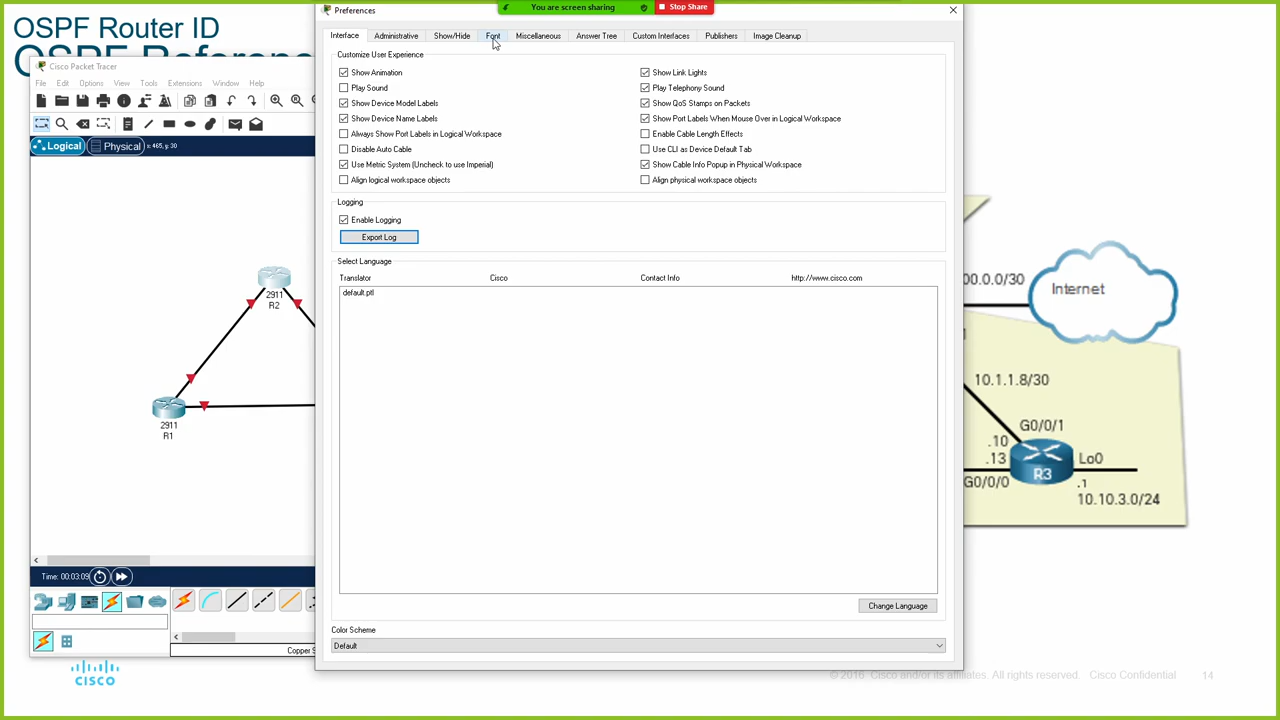 OSPF Router ID
OSPF Referen
You are screen sharing
Stop Share
Preferences
Interface Administrative Show/Hide Font Miscellaneous Answer Tree Custom Interfaces Publishers Image Cleanup
Customize User Experience
Show Animation
Play Sound
Show Device Model Labels
Show Device Name Labels
Always Show Port Labels in Logical Workspace
Disable Auto Cable
Use Metric System (Uncheck to use Imperial)
Align logical workspace objects
Show Link Lights
Play Telephony Sound
Show QoS Stamps on Packets
Show Port Labels When Mouse Over in Logical Workspace
Enable Cable Length Effects
Use CLI as Device Default Tab
Show Cable Info Popup in Physical Workspace
Align physical workspace objects
Logging
Enable Logging
Export Log
Select Language
Translator Cisco Contact Info http://www.cisco.com
default.ptl
Change Language
Color Scheme
Default
Cisco Packet Tracer
File Edit Options View Tools Extensions Window Help
Logical Physical x: 465, y: 30
2911
R2
2911
R1
Time: 00:03:09
Copper S
00.0.0/30
Internet
10.1.1.8/30
G0/0/1
.10
.13
R3
Lo0
G0/0/0
.1
10.10.3.0/24
CISCO
© 2016. Cisco and/or its affiliates. All rights reserved. Cisco Confidential
14